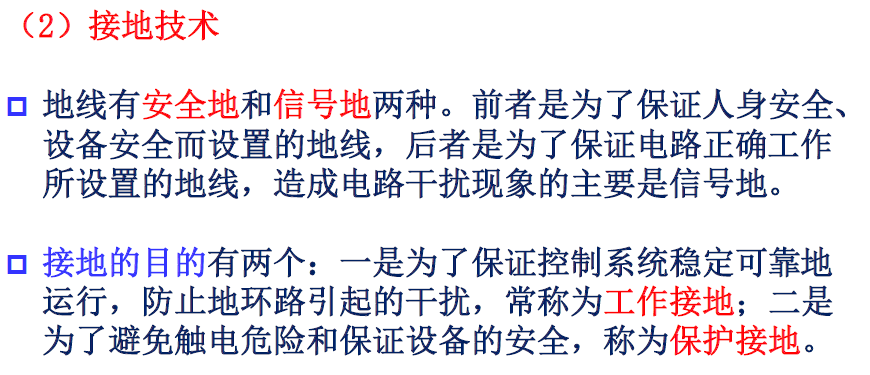 （2）接地技术
地线有安全地和信号地两种。前者是为了保证人身安全、
设备安全而设置的地线，后者是为了保证电路正确工作
所设置的地线，造成电路干扰现象的主要是信号地。
接地的目的有两个：一是为了保证控制系统稳定可靠地
运行，防止地环路引起的干扰，常称为工作接地；二是
为了避免触电危险和保证设备的安全，称为保护接地。